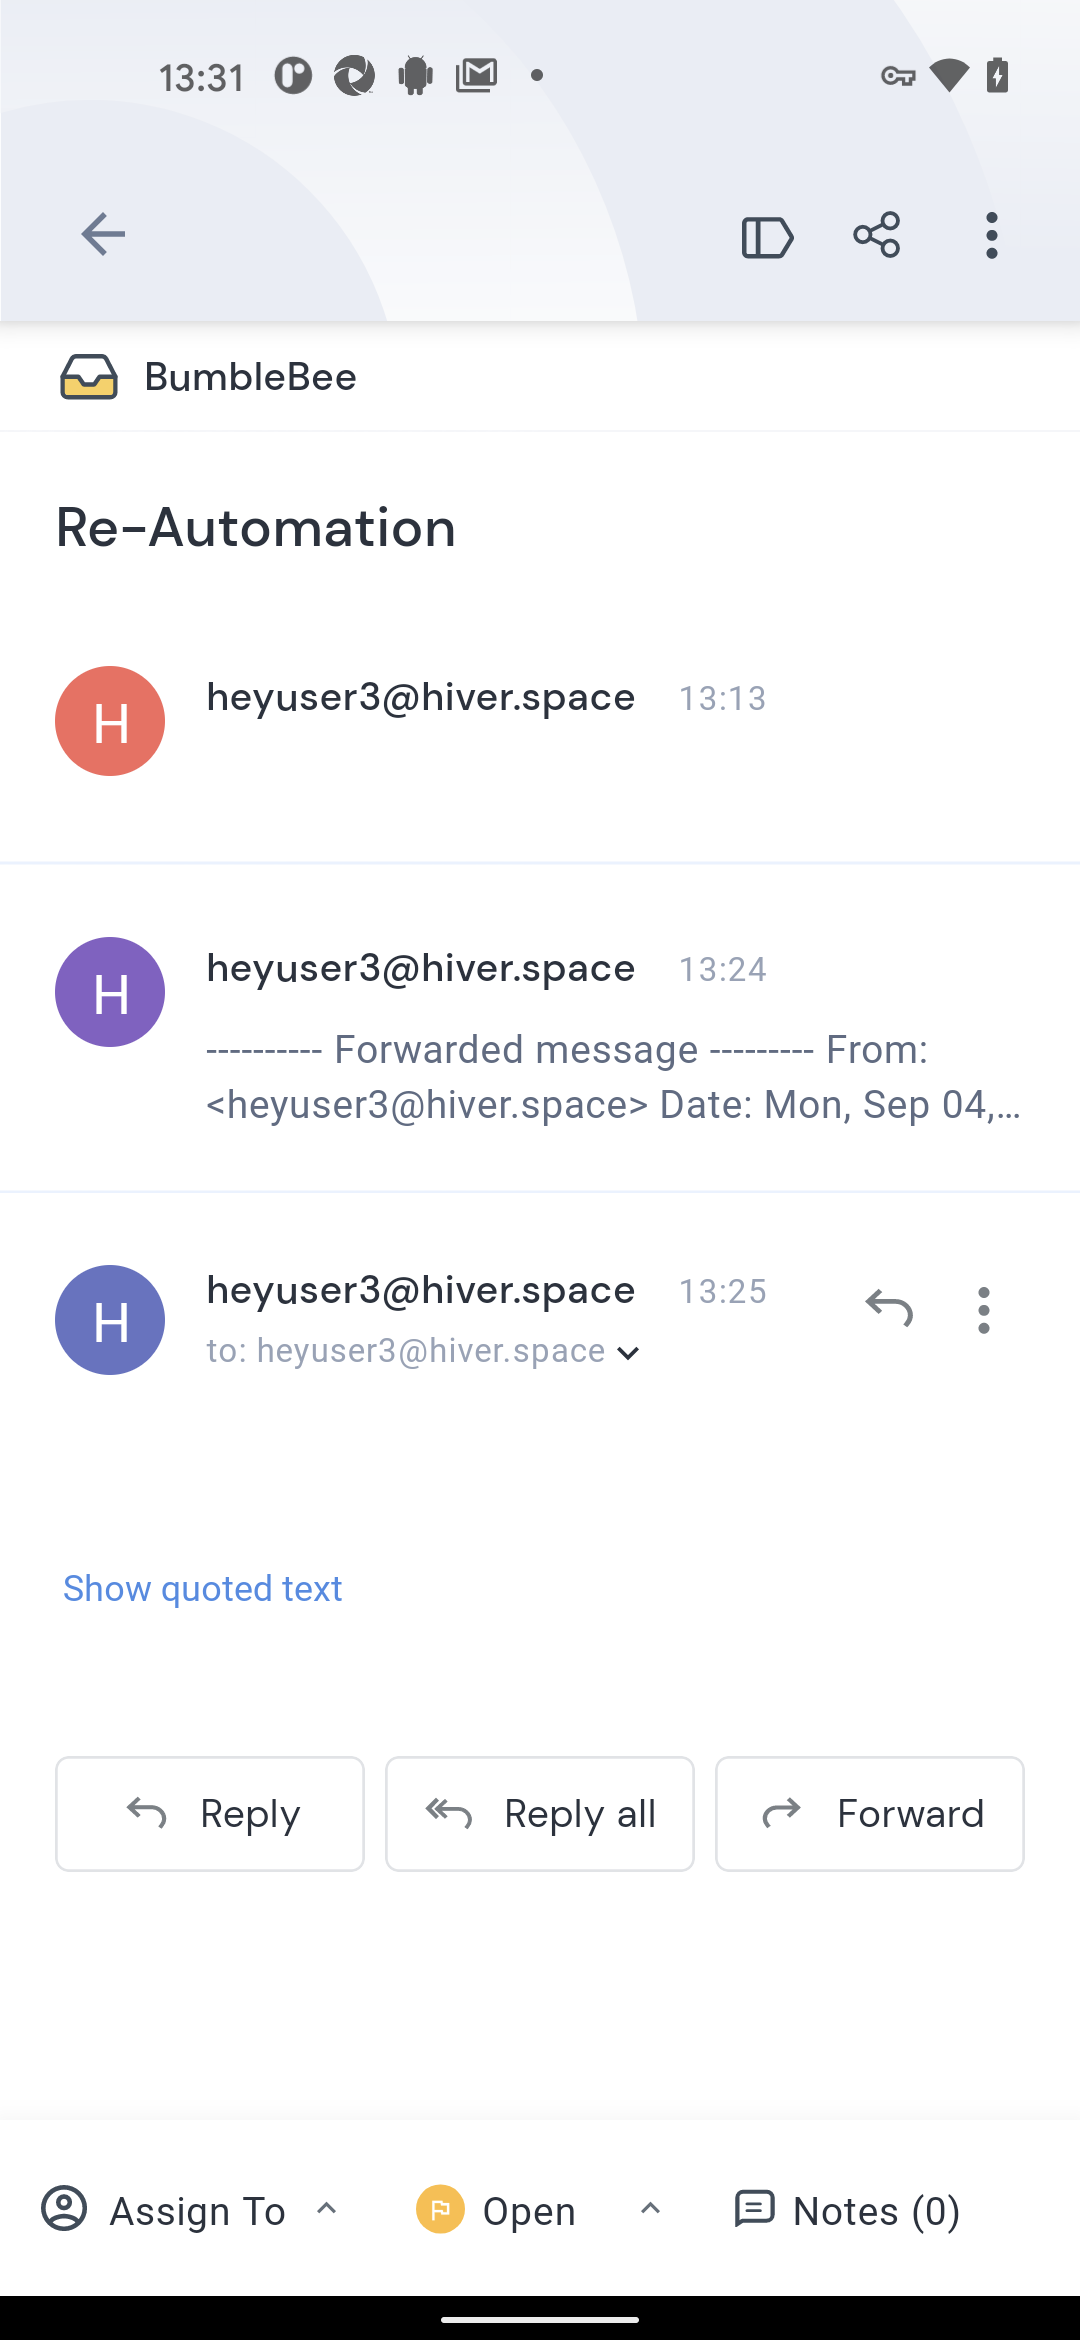 13:31
BumbleBee
Re-Automation
H
heyuser3@hiver.space 13:13
H
heyuser3@hiver.space 13:24
---------- Forwarded message --------- From:
<heyuser3@hiver.space> Date: Mon, Sep 04,...
H
heyuser3@hiver.space 13:25
to: heyuser3@hiver.space
Show quoted text
Reply Reply all Forward
Assign To Open Notes (0)